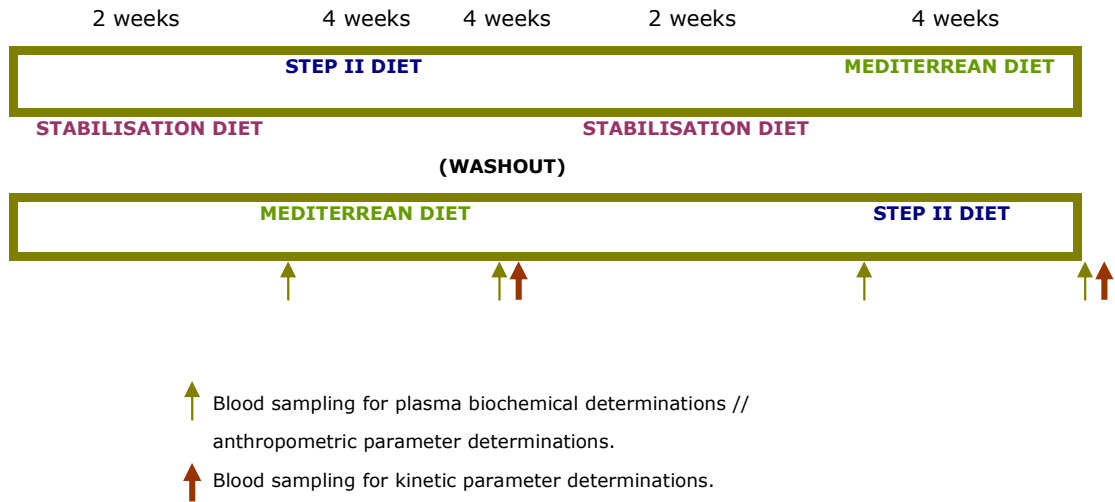 2 weeks 4 weeks 4 weeks 2 weeks 4 weeks
STEP II DIET MEDITERREAN DIET
STABILISATION DIET STABILISATION DIET
(WASHOUT)
MEDITERREAN DIET STEP II DIET
Blood sampling for plasma biochemical determinations //
anthropometric parameter determinations.
Blood sampling for kinetic parameter determinations.